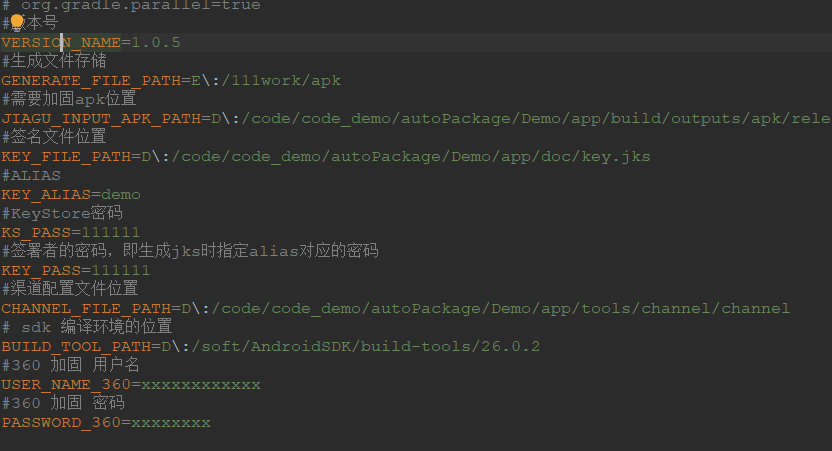 # org.gradle.parallel=true
#版本号
VERSION_NAME=1.0.5
#生成文件存储
GENERATE_FILE_PATH=E\:/111work/apk
#需要加固apk位置
JIAGU_INPUT_APK_PATH=D\:/code/code_demo/autoPackage/Demo/app/build/outputs/apk/rele
#签名文件位置
KEY_FILE_PATH=D\:/code/code_demo/autoPackage/Demo/app/doc/key.jks
#ALIAS
KEY_ALIAS=demo
#KeyStore密码
KS_PASS=111111
#签署者的密码，即生成jks时指定alias对应的密码
KEY_PASS=111111
#渠道配置文件位置
CHANNEL_FILE_PATH=D\:/code/code_demo/autoPackage/Demo/app/tools/channel/channel
# sdk 编译环境的位置
BUILD_TOOL_PATH=D\:/soft/AndroidSDK/build-tools/26.0.2
#360 加固 用户名
USER_NAME_360=xxxxxxxxxxxx
#360 加固 密码
PASSWORD_360=xxxxxxxx